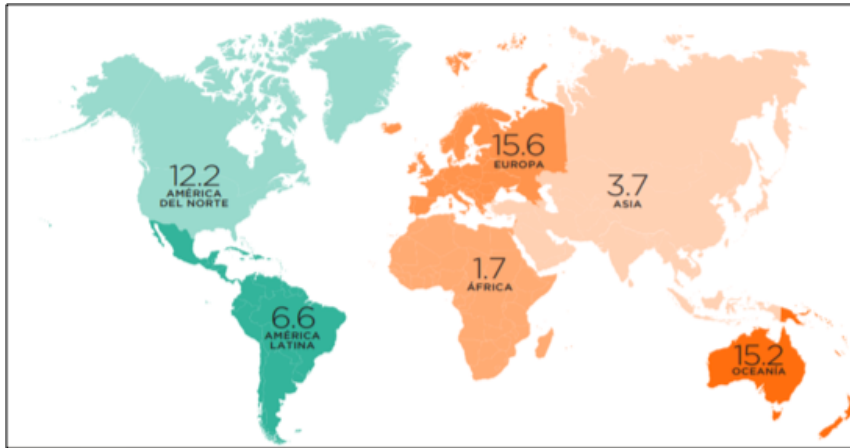 12.2
AMÉRICA
DEL NORTE
15.6
EUROPA
3.7
ASIA
1.7
ÁFRICA
6.6
AMÉRICA
LATINA
15.2
OCEANÍA